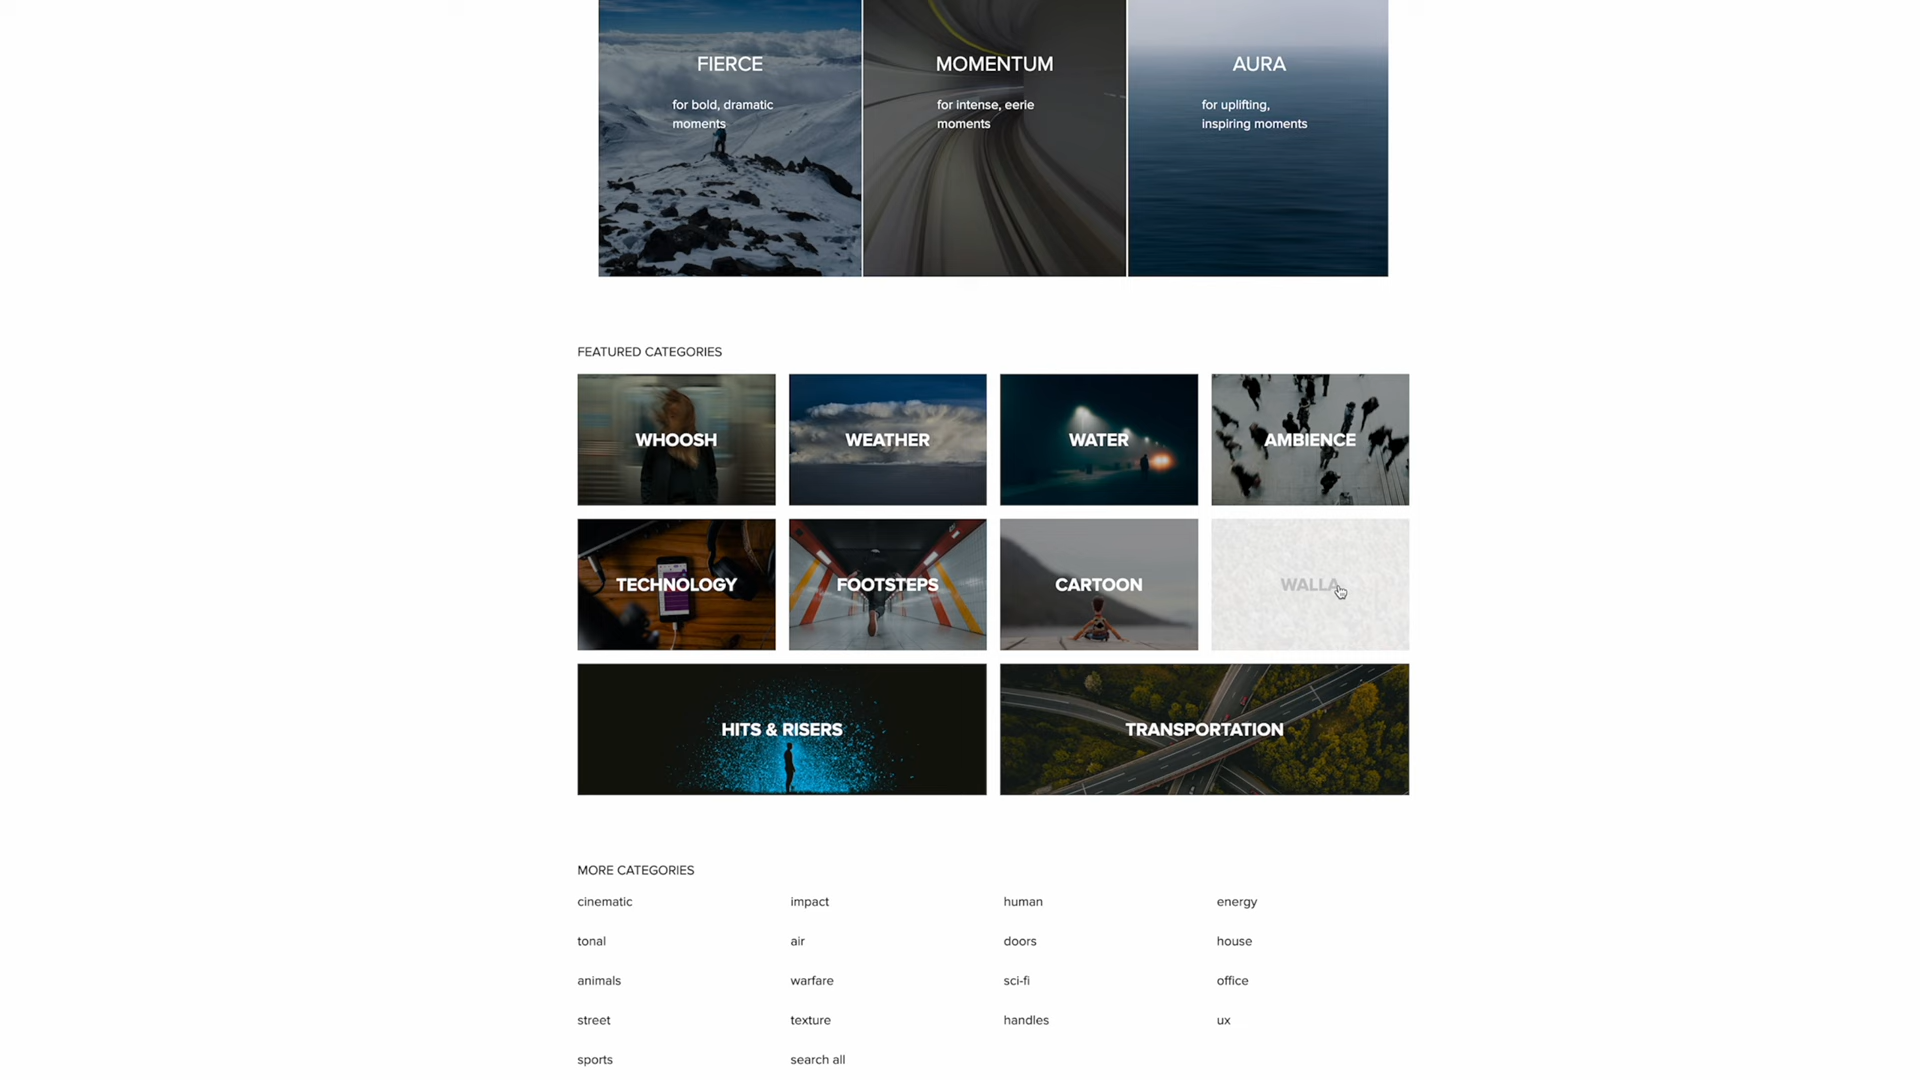 FIERCE
for bold, dramatic
moments
MOMENTUM
for intense, eerie
moments
AURA
for uplifting,
inspiring moments
FEATURED CATEGORIES
WHOOSH
WEATHER
WATER
AMBIENCE
TECHNOLOGY
FOOTSTEPS
CARTOON
WALLA
HITS & RISERS
TRANSPORTATION
MORE CATEGORIES
cinematic
impact
human
energy
tonal
air
doors
house
animals
warfare
sci-fi
office
street
texture
handles
ux
sports
search all